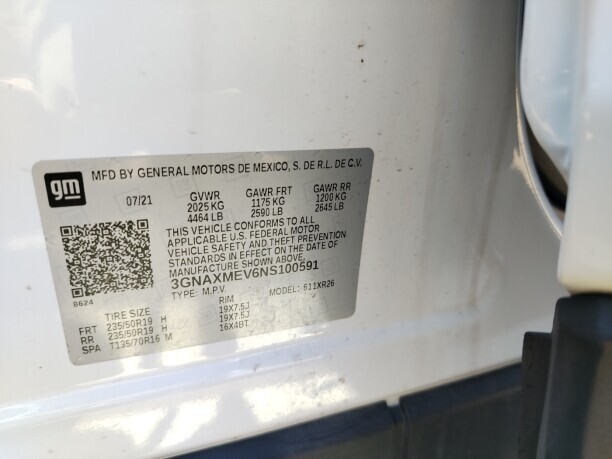 gm
MFD BY GENERAL MOTORS DE MEXICO, S. DE R.L. DE C.V.
07/21 GVWR GAWR FRT GAWR RR
2025 KG 1175 KG 1200 KG
4464 LB 2590 LB 2645 LB
THIS VEHICLE CONFORMS TO ALL
APPLICABLE U.S. FEDERAL MOTOR
VEHICLE SAFETY AND THEFT PREVENTION
STANDARDS IN EFFECT ON THE DATE OF
MANUFACTURE SHOWN ABOVE.
3GNAXMEV6NS100591
8624 TYPE: M.P.V. MODEL: 511XR26
TIRE SIZE RIM
FRT 235/50R19 H 19X7.5J
RR 235/50R19 H 19X7.5J
SPA T135/70R16 M 16X4BT